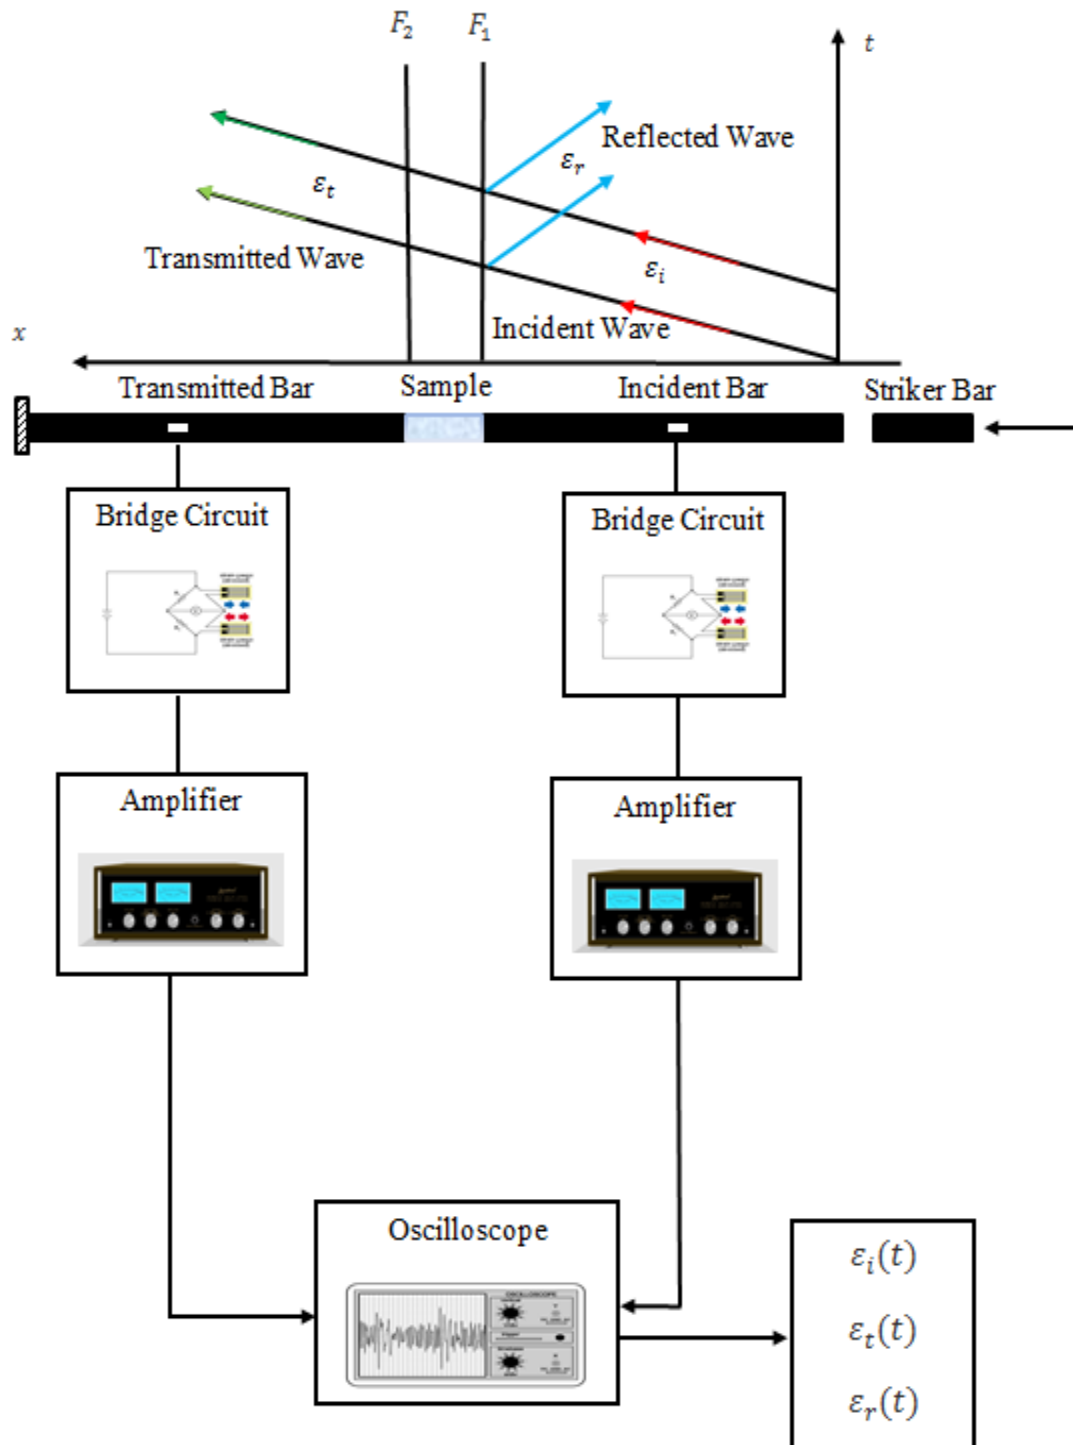 F₂ F₁ t
Reflected Wave
εᵣ
εₜ
Transmitted Wave
εᵢ
Incident Wave
x
Transmitted Bar Sample Incident Bar Striker Bar
Bridge Circuit Bridge Circuit
Amplifier Amplifier
Oscilloscope
OSCILLOSCOPE
εᵢ(t)
εₜ(t)
εᵣ(t)